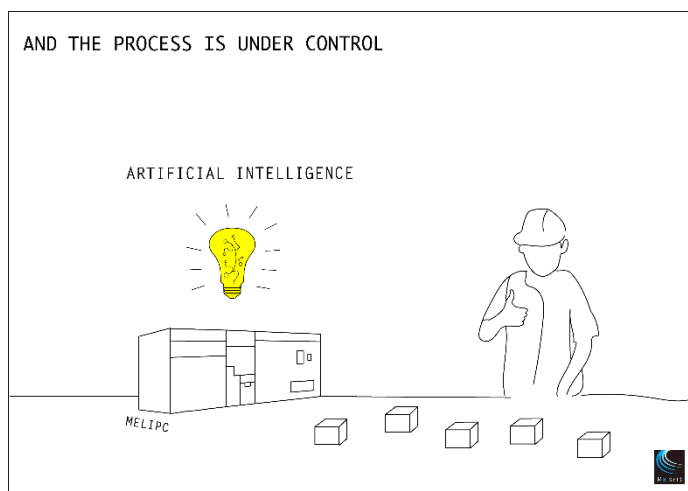 AND THE PROCESS IS UNDER CONTROL
ARTIFICIAL INTELLIGENCE
MELIPC